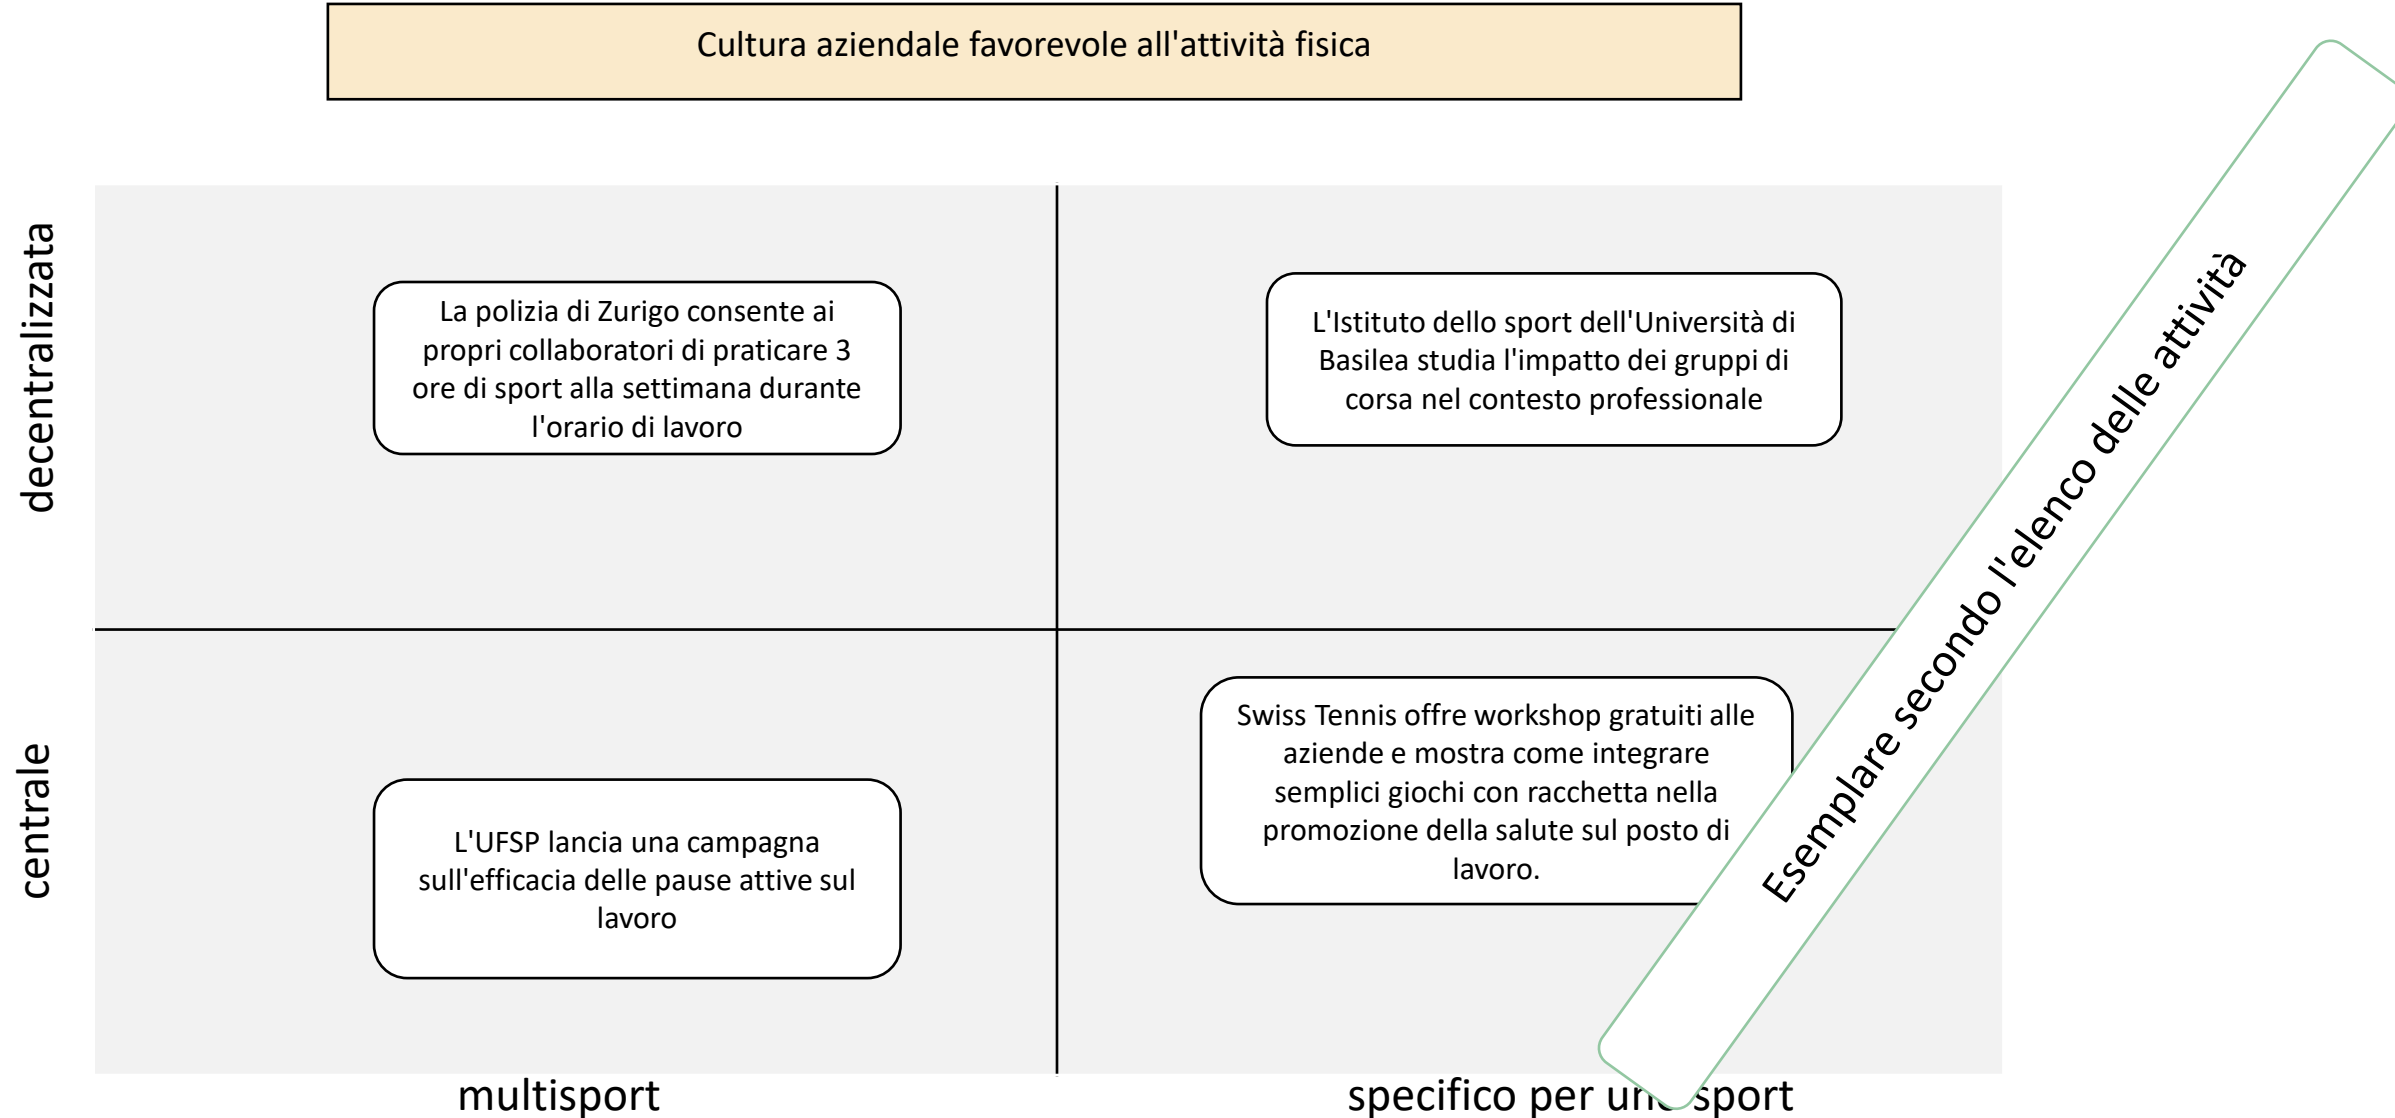 Cultura aziendale favorevole all'attività fisica
decentralizzata
La polizia di Zurigo consente ai
propri collaboratori di praticare 3
ore di sport alla settimana durante
l'orario di lavoro
L'Istituto dello sport dell'Università di
Basilea studia l'impatto dei gruppi di
corsa nel contesto professionale
Esemplare secondo l'elenco delle attività
centrale
L'UFSP lancia una campagna
sull'efficacia delle pause attive sul
lavoro
Swiss Tennis offre workshop gratuiti alle
aziende e mostra come integrare
semplici giochi con racchetta nella
promozione della salute sul posto di
lavoro.
multisport
specifico per uno sport